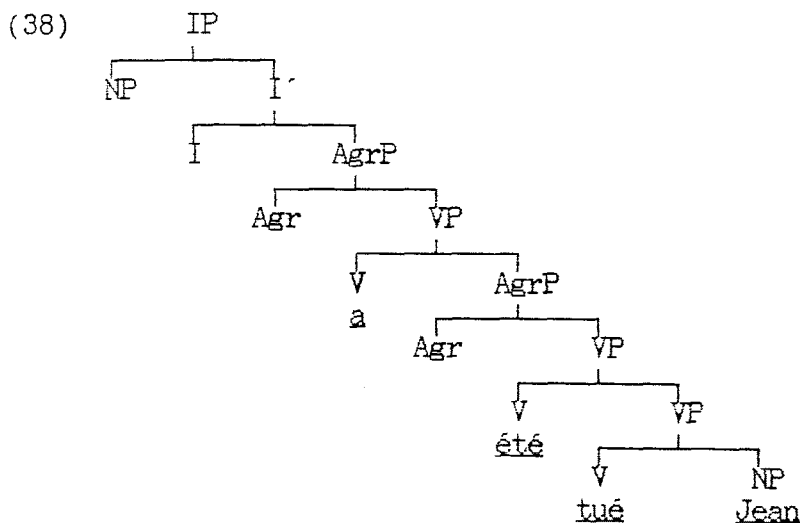 (38) IP
NP I´
I AgrP
Agr VP
V AgrP
a
Agr VP
V VP
été
V NP
tué Jean